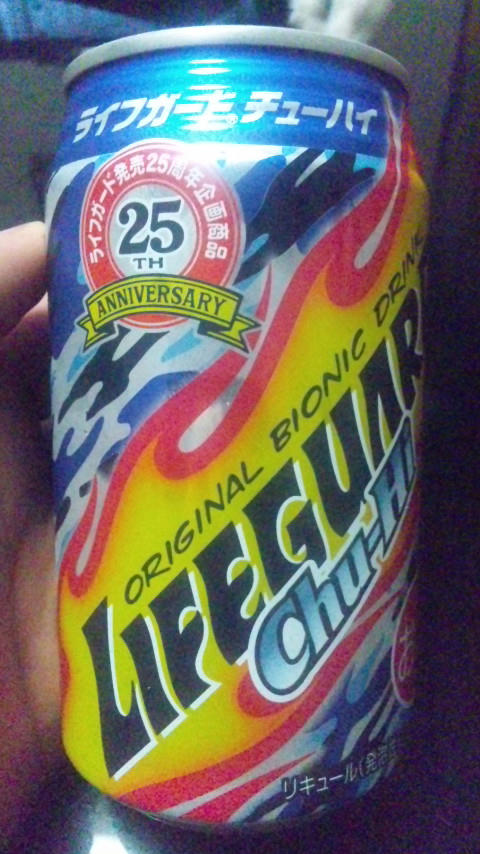 ライフガード® チューハイ
ライフガード発売25周年企画商品
25
TH
ANNIVERSARY
ORIGINAL BIONIC DRINK
LIFEGUAR
Chu-Hi
リキュール(発泡